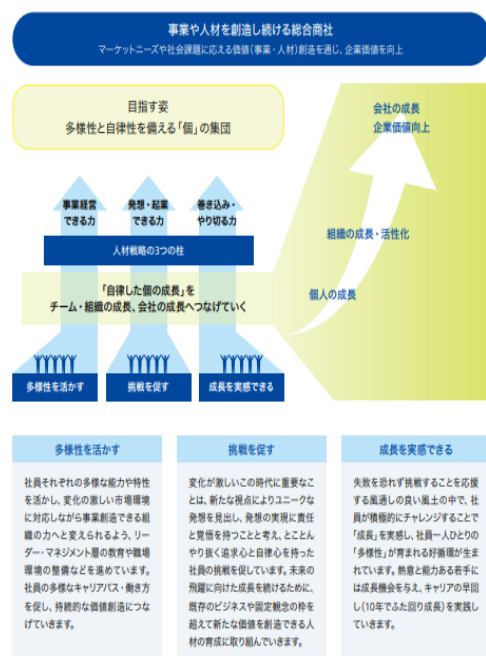 事業や人材を創造し続ける総合商社
マーケットニーズや社会課題に応える価値(事業・人材)創造を通じ、企業価値を向上
目指す姿
多様性と自律性を備える「個」の集団
会社の成長
企業価値向上
事業経営
できる力
発想・起業
できる力
巻き込み・
やり切る力
組織の成長・活性化
人材戦略の3つの柱
「自律した個の成長」を
チーム・組織の成長、会社の成長へつなげていく
個人の成長
多様性を活かす
挑戦を促す
成長を実感できる
多様性を活かす
社員それぞれの多様な能力や特性
を活かし、変化の激しい市場環境
に対応しながら事業創造できる組
織の力へと変えられるよう、リー
ダー・マネジメント層の教育や職場
環境の整備などを進めています。
社員の多様なキャリアパス・働き方
を促し、持続的な価値創造につな
げていきます。
挑戦を促す
変化が激しいこの時代に重要なこ
とは、新たな視点によりユニークな
発想を見出し、発想の実現に責任
と覚悟を持つことと考え、とことん
やり抜く追求心と自律心を持った
社員の挑戦を促しています。未来の
飛躍に向けた成長を続けるために、
既存のビジネスや固定観念の枠を
超えて新たな価値を創造できる人
材の育成に取り組んでいきます。
成長を実感できる
失敗を恐れず挑戦することを応援
する風通しの良い風土の中で、社
員が積極的にチャレンジすることで
「成長」を実感し、社員一人ひとり
の「多様性」が育まれる好循環が生ま
れています。熱意と能力ある若手に
は成長機会を与え、キャリアの早回
し(10年でふた回り成長)を実践し
ていきます。